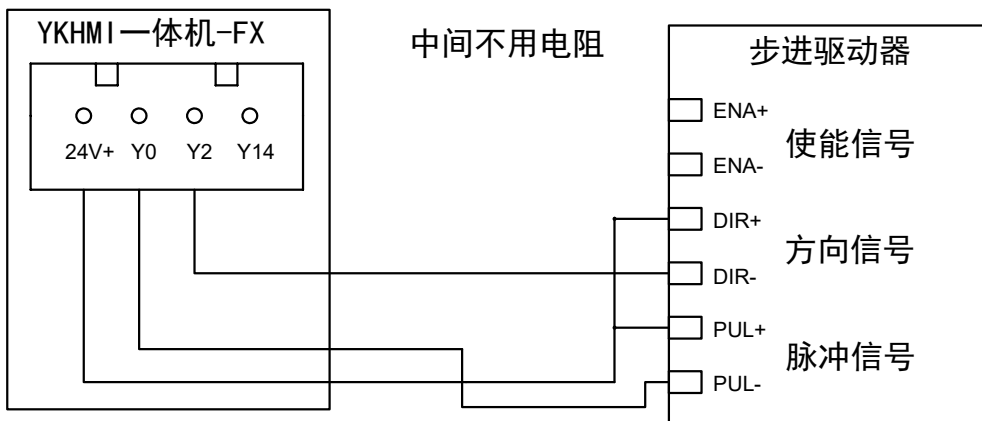 YKHMI一体机-FX
中间不用电阻
步进驱动器
24V+ Y0 Y2 Y14
ENA+
使能信号
ENA-
DIR+
方向信号
DIR-
PUL+
脉冲信号
PUL-